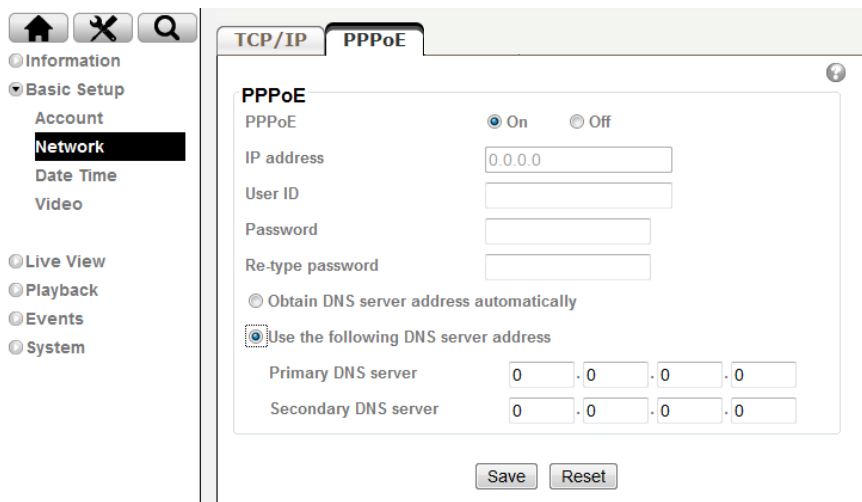 Information
Basic Setup
Account
Network
Date Time
Video
Live View
Playback
Events
System
TCP/IP PPPoE
PPPoE
PPPoE On Off
IP address 0.0.0.0
User ID
Password
Re-type password
Obtain DNS server address automatically
Use the following DNS server address
Primary DNS server 0 . 0 . 0 . 0
Secondary DNS server 0 . 0 . 0 . 0
Save Reset